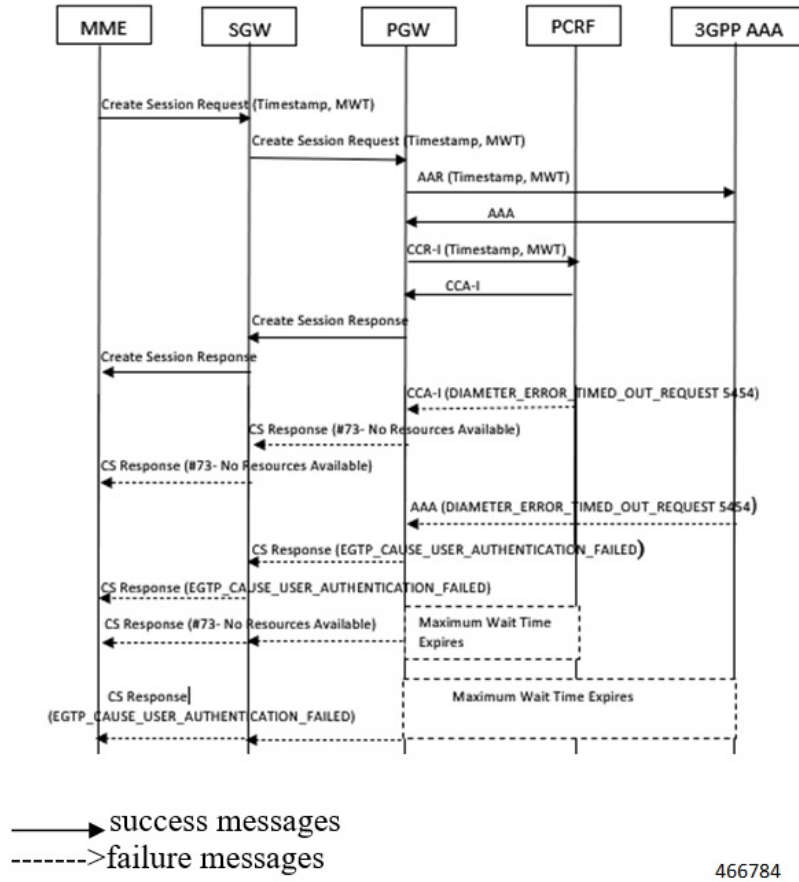 MME
SGW
PGW
PCRF
3GPP AAA
Create Session Request (Timestamp, MWT)
Create Session Request (Timestamp, MWT)
AAR (Timestamp, MWT)
AAA
CCR-I (Timestamp, MWT)
CCA-I
Create Session Response
Create Session Response
CCA-I (DIAMETER_ERROR_TIMED_OUT_REQUEST 5454)
CS Response (#73- No Resources Available)
CS Response (#73- No Resources Available)
AAA (DIAMETER_ERROR_TIMED_OUT_REQUEST 5454)
CS Response (EGTP_CAUSE_USER_AUTHENTICATION_FAILED)
CS Response (EGTP_CAUSE_USER_AUTHENTICATION_FAILED)
CS Response (#73- No Resources Available)
Maximum Wait Time
Expires
CS Response
(EGTP_CAUSE_USER_AUTHENTICATION_FAILED)
Maximum Wait Time Expires
success messages
failure messages
466784